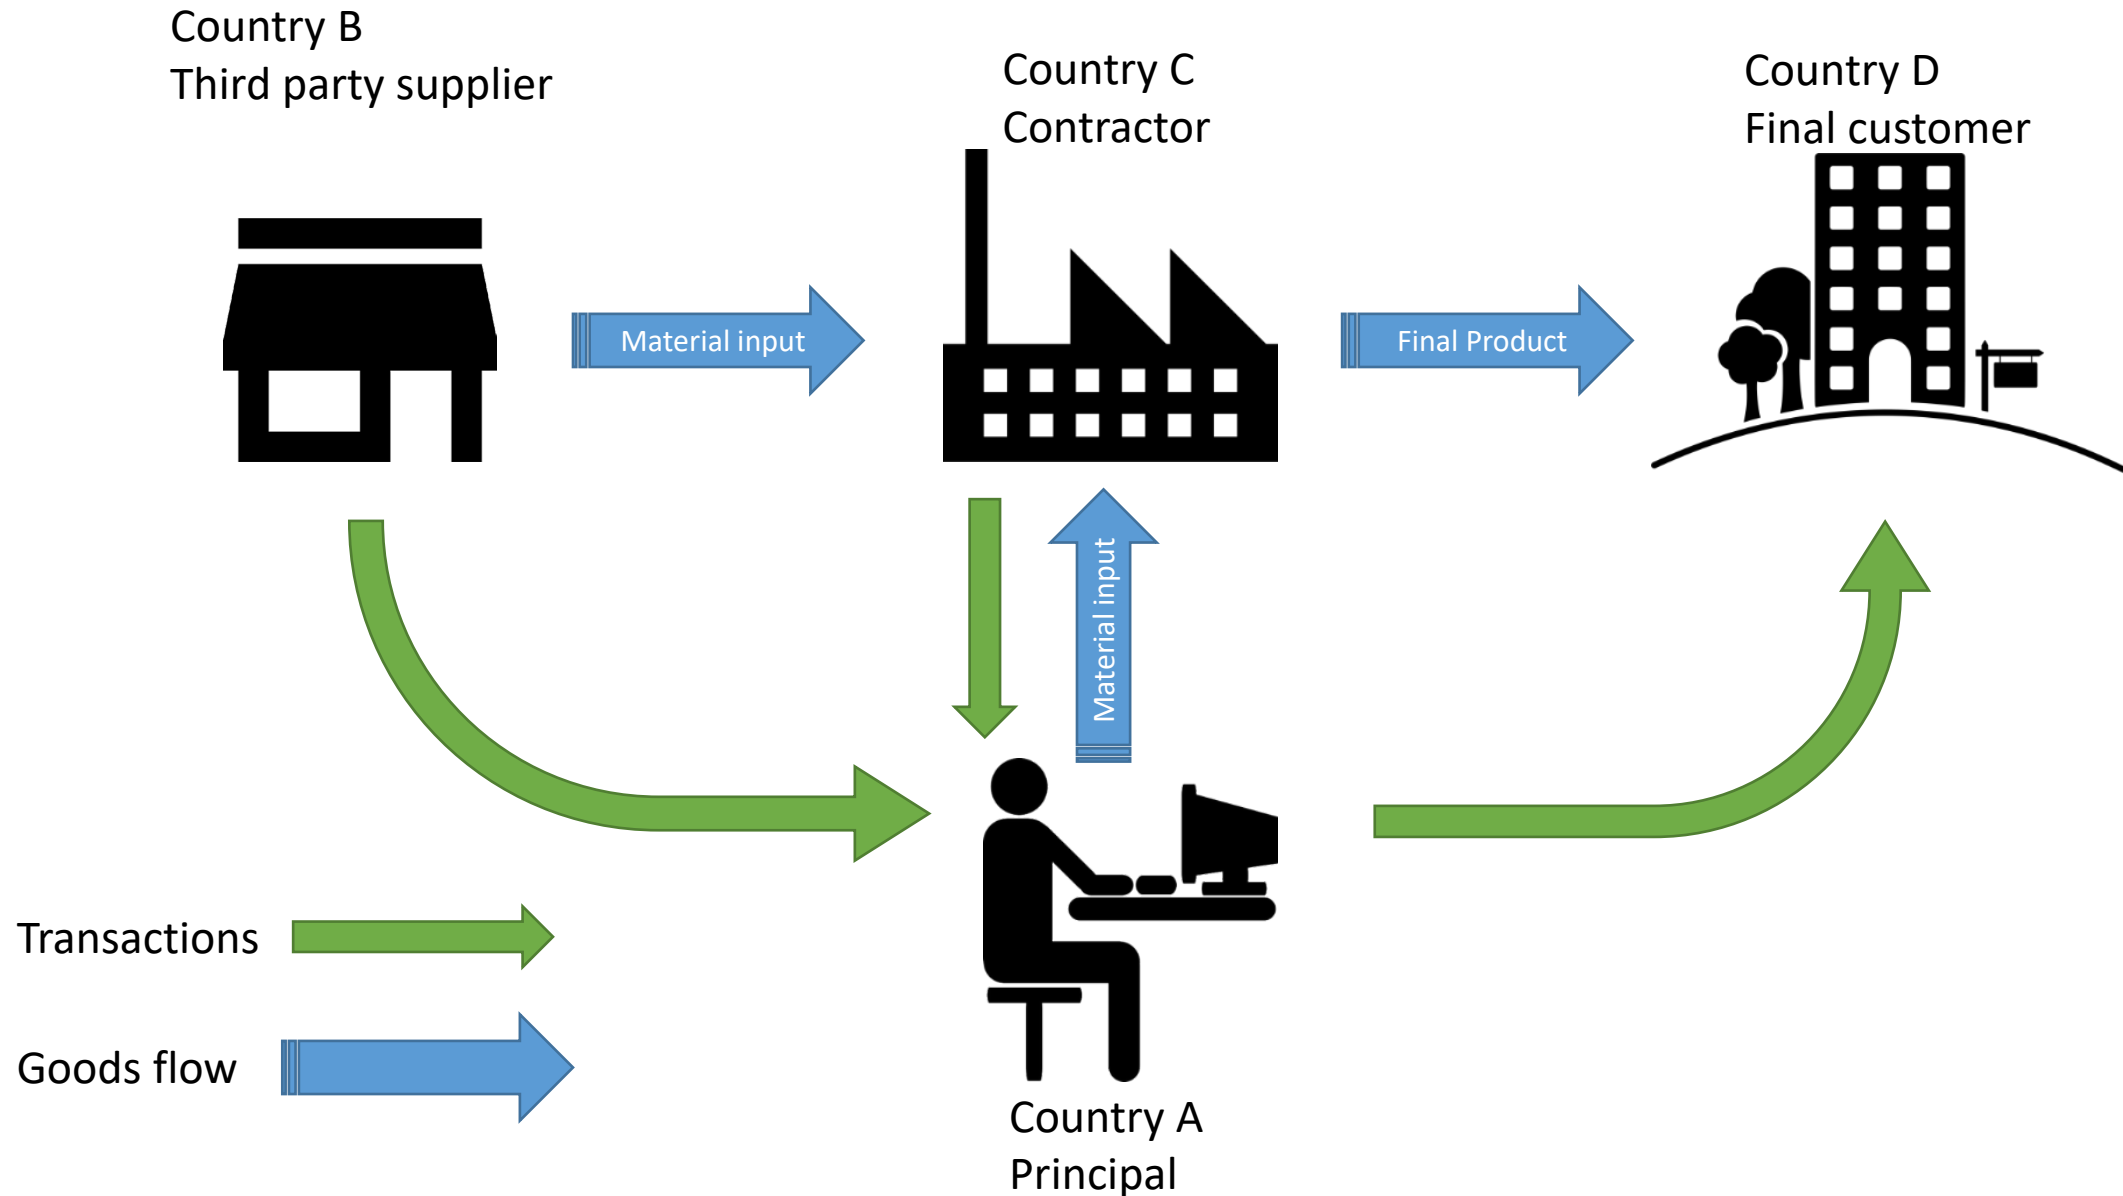 Country B
Third party supplier
Country C
Contractor
Country D
Final customer
Material input
Final Product
Material input
Transactions
Goods flow
Country A
Principal